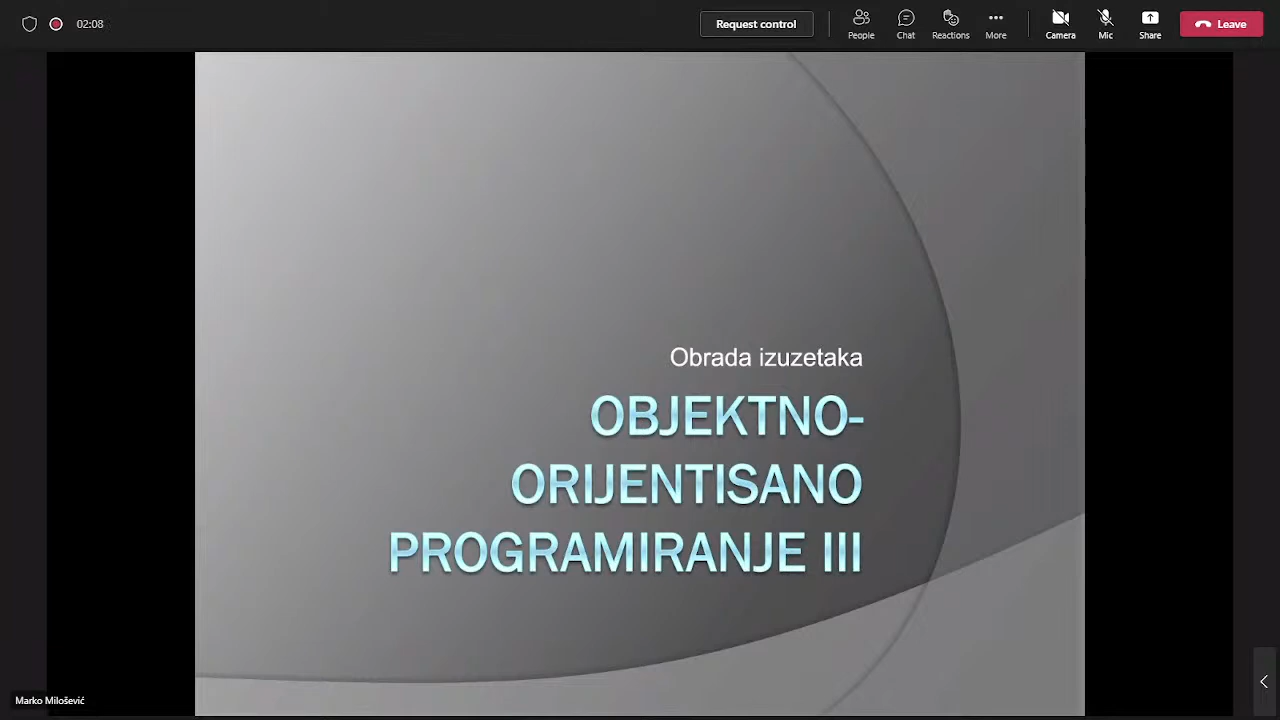 02:08
Request control
People
Chat
Reactions
More
Camera
Mic
Share
Leave
Obrada izuzetaka
OBJEKTNO-
ORIJENTISANO
PROGRAMIRANJE III
Marko Milošević